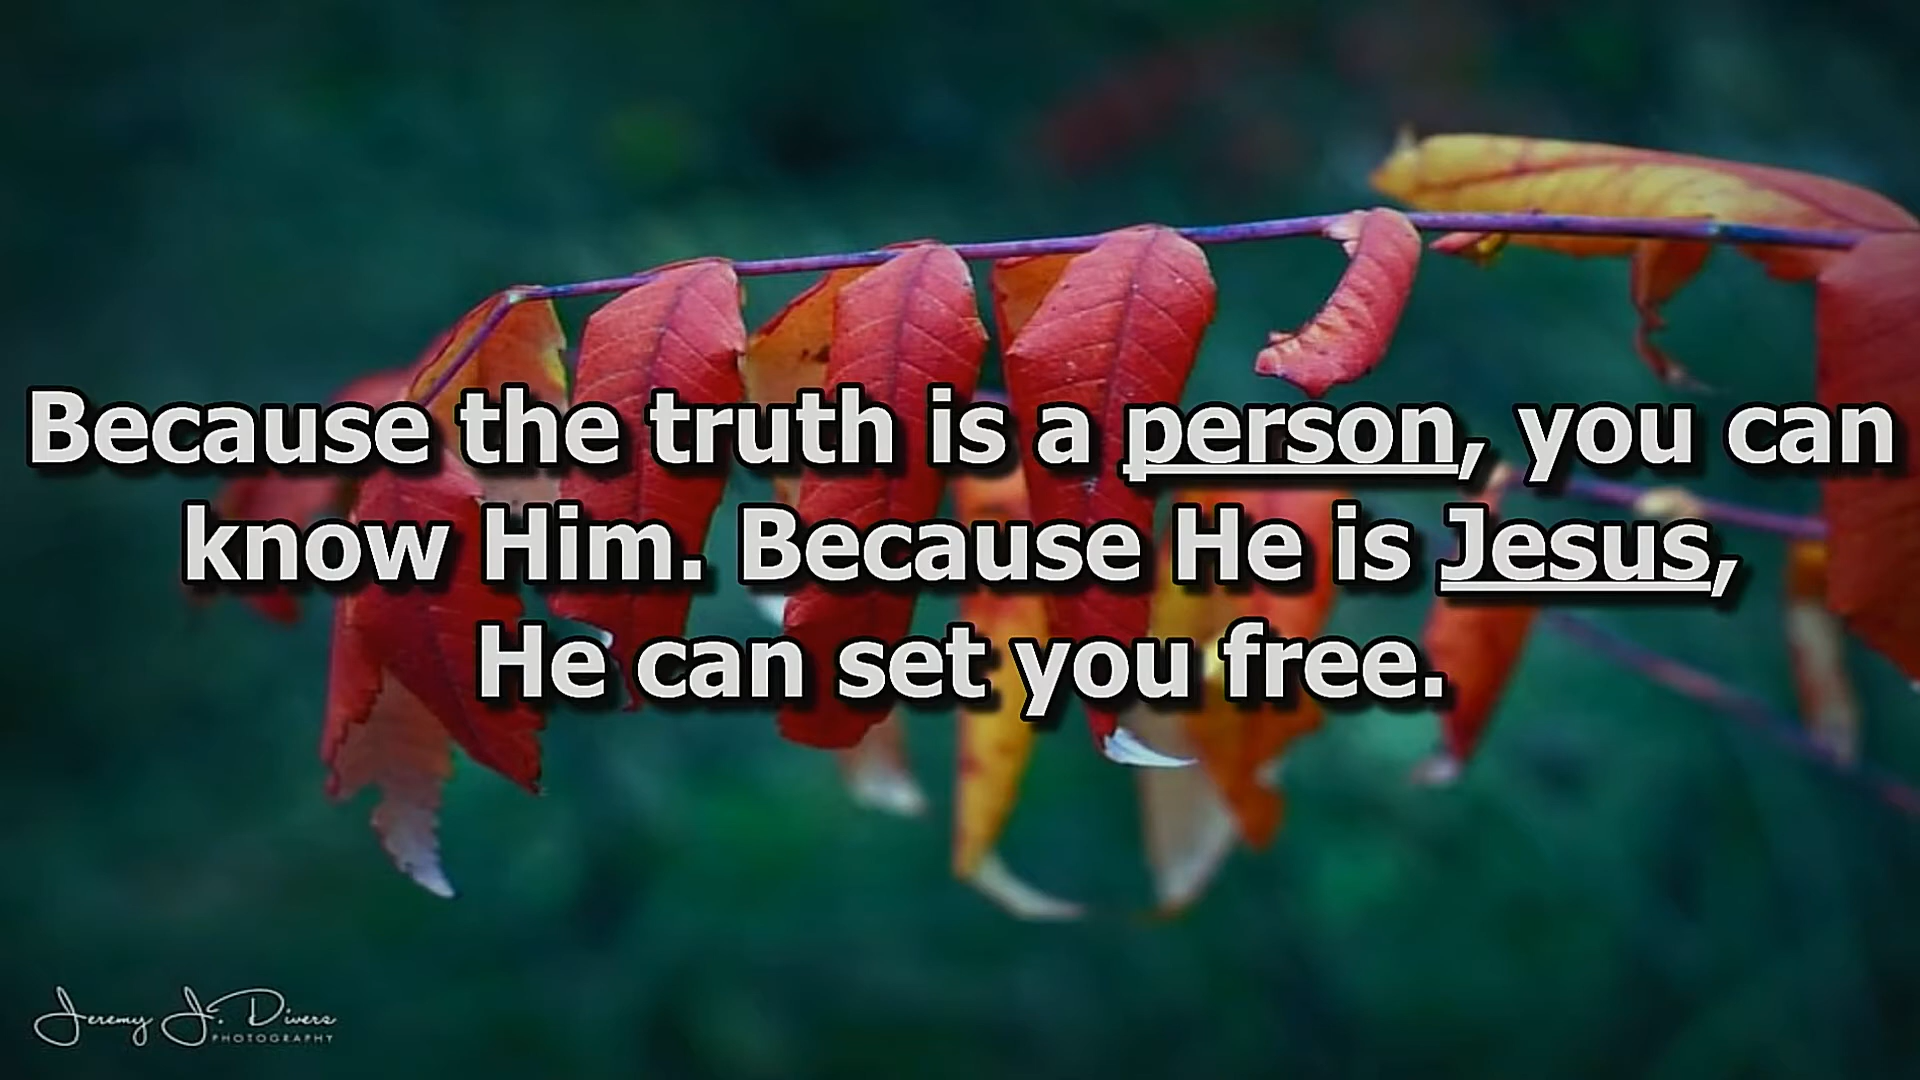 Because the truth is a person, you can
know Him. Because He is Jesus,
He can set you free.
Jeremy J. Divers
PHOTOGRAPHY